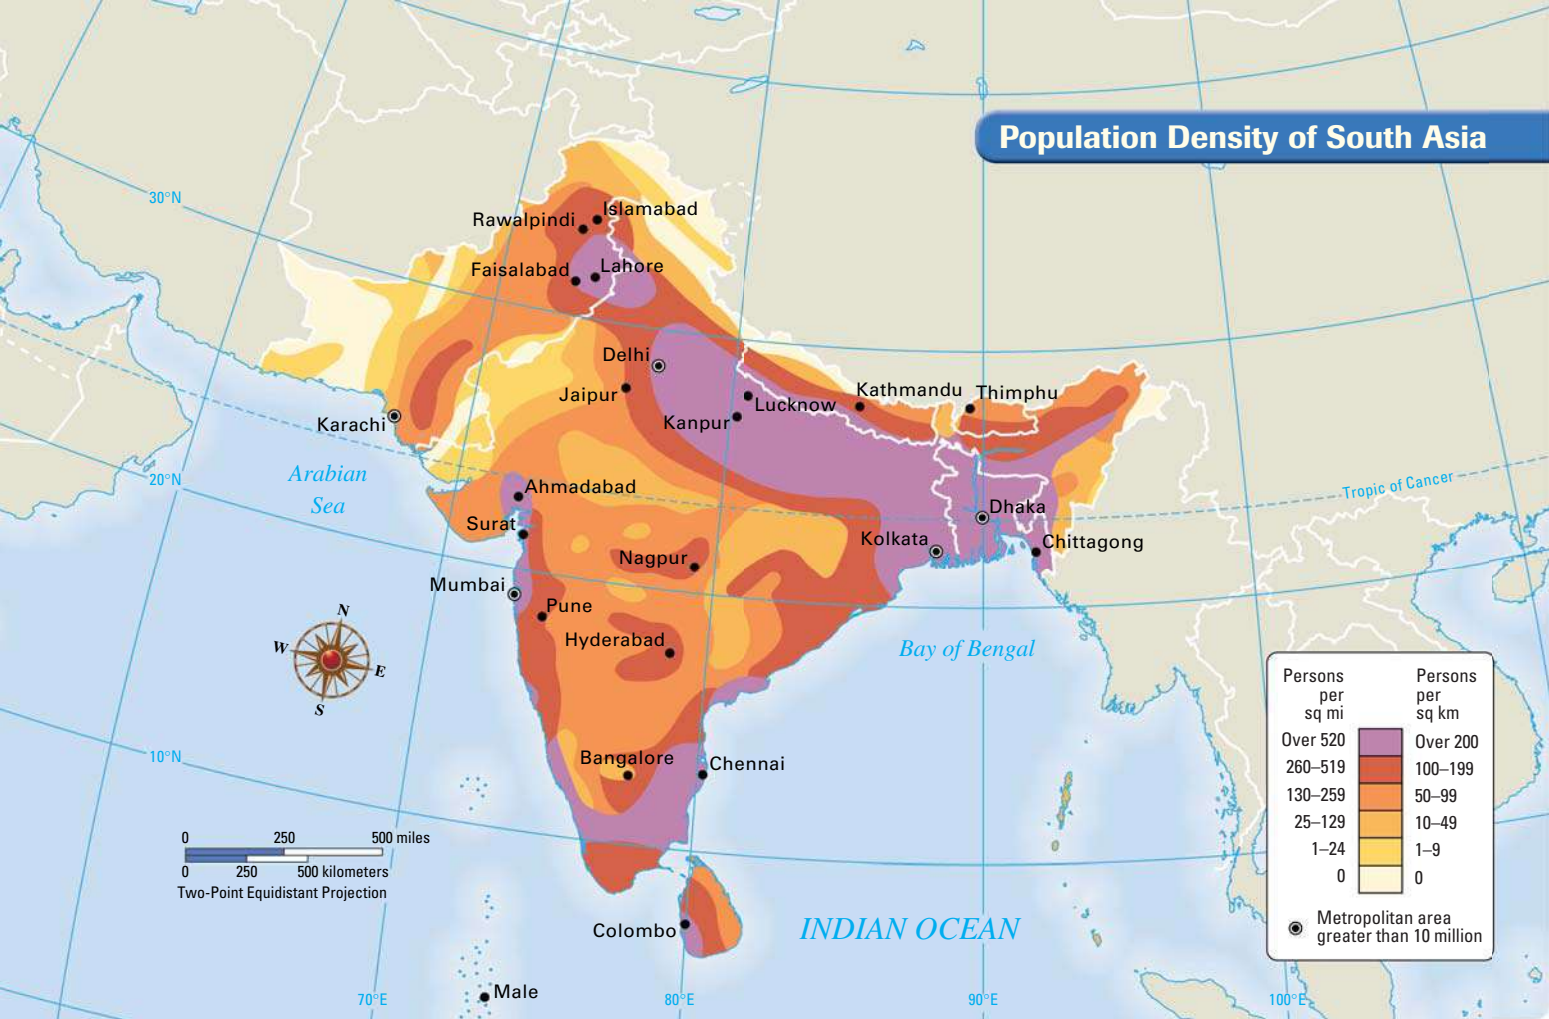 Population Density of South Asia
30°N
Islamabad
Rawalpindi
Lahore
Faisalabad
Delhi
Jaipur
Kathmandu
Thimphu
Lucknow
Kanpur
Karachi
Arabian
Sea
20°N
Ahmadabad
Tropic of Cancer
Dhaka
Surat
Kolkata
Chittagong
Nagpur
Mumbai
Pune
Hyderabad
Bay of Bengal
N
W
E
S
10°N
Bangalore
Chennai
Persons
per
sq mi
Persons
per
sq km
Over 520
Over 200
260–519
100–199
130–259
50–99
25–129
10–49
1–24
1–9
0
0
Metropolitan area
greater than 10 million
0 250 500 miles
0 250 500 kilometers
Two-Point Equidistant Projection
Colombo
INDIAN OCEAN
Male
70°E
80°E
90°E
100°E